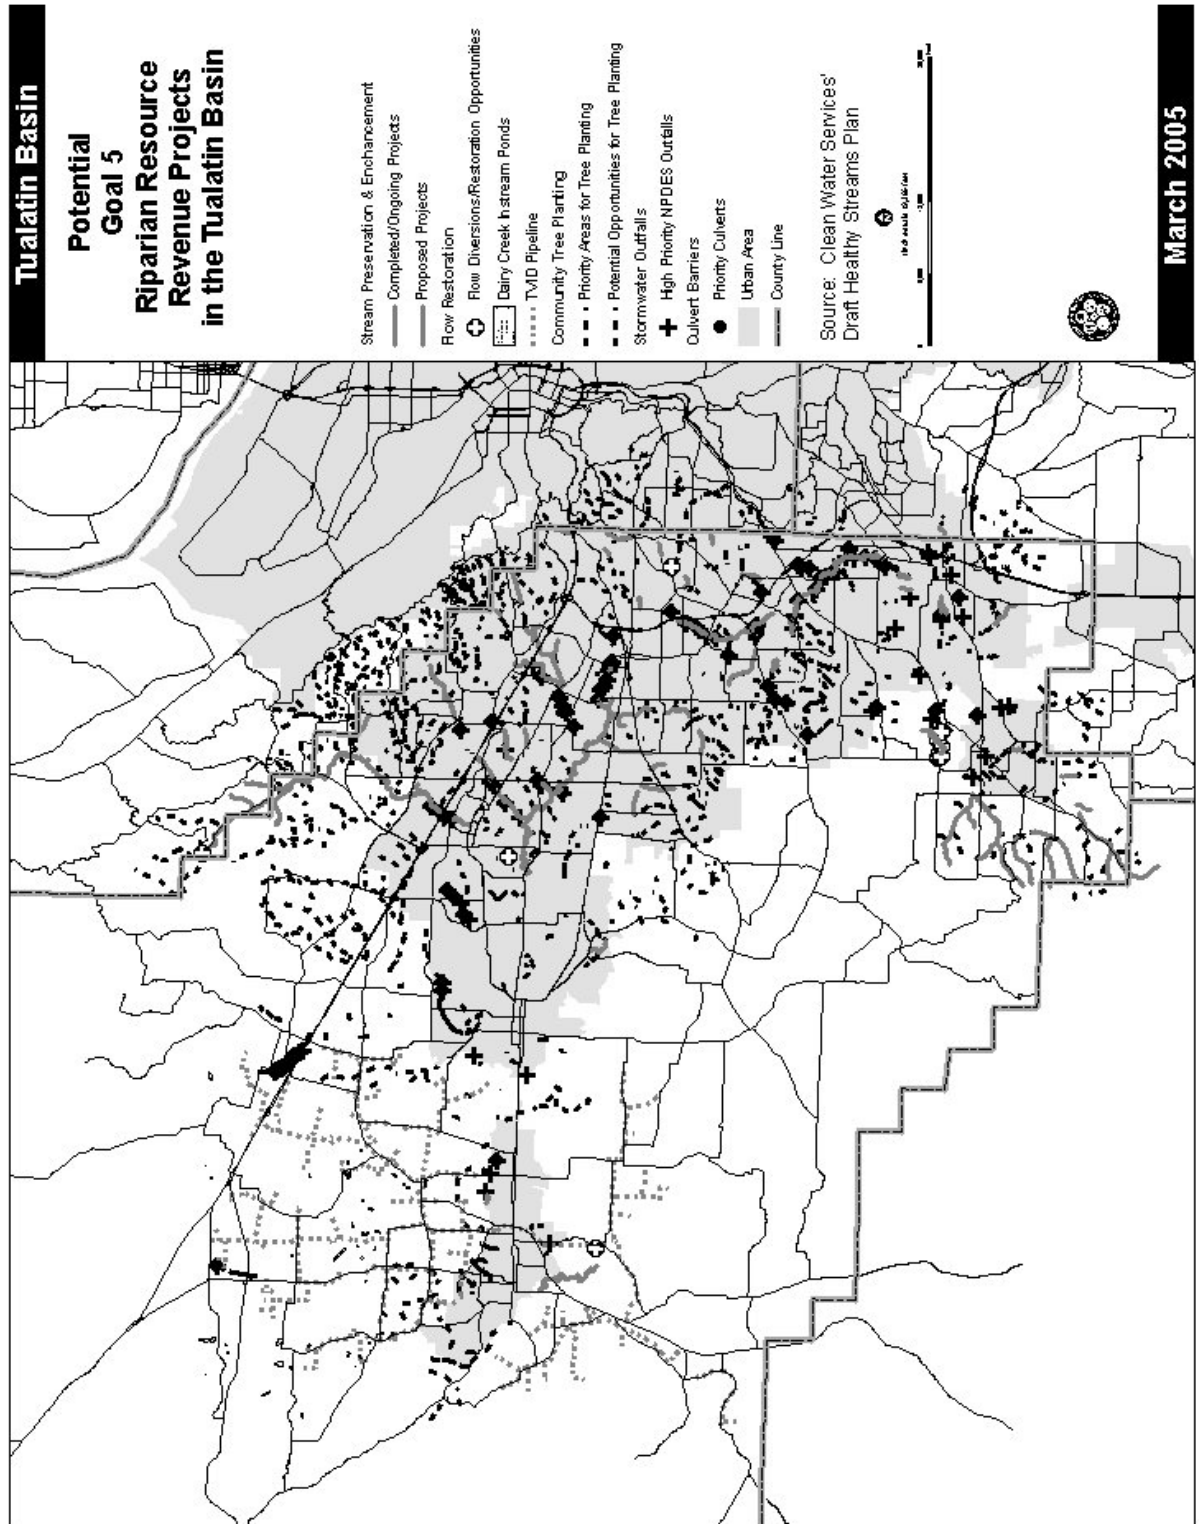 Tualatin Basin
Potential
Goal 5
Riparian Resource
Revenue Projects
in the Tualatin Basin
Stream Preservation & Enchancement
Completed/Ongoing Projects
Proposed Projects
Flow Restoration
Flow Diversions/Restoration Opportunities
Dairy Creek Instream Ponds
TVID Pipeline
Community Tree Planting
Priority Areas for Tree Planting
Potential Opportunities for Tree Planting
Stormwater Outfalls
High Priority NPDES Outfalls
Culvert Barriers
Priority Culverts
Urban Area
County Line
Source: Clean Water Services'
Draft Healthy Streams Plan
March 2005